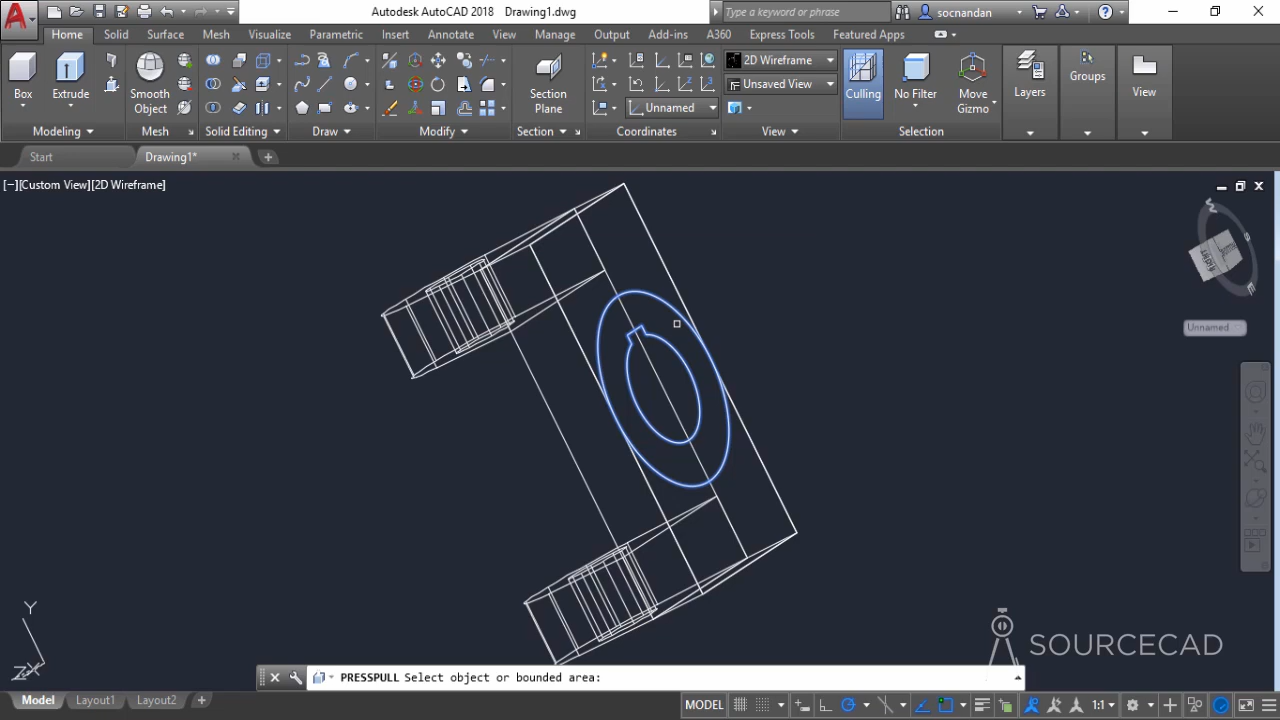 Autodesk AutoCAD 2018 Drawing1.dwg
Type a keyword or phrase
socnandan
Home Solid Surface Mesh Visualize Parametric Insert Annotate View Manage Output Add-ins A360 Express Tools Featured Apps
Box
Extrude
Smooth
Object
Section
Plane
2D Wireframe
Unsaved View
Unnamed
Culling
No Filter
Move
Gizmo
Layers
Groups
View
Modeling Mesh Solid Editing Draw Modify Section Coordinates View Selection
Start Drawing1*
[−][Custom View][2D Wireframe]
S
E
Unnamed
Y
Z X
SOURCECAD
PRESSPULL Select object or bounded area:
Model Layout1 Layout2 +
MODEL
1:1